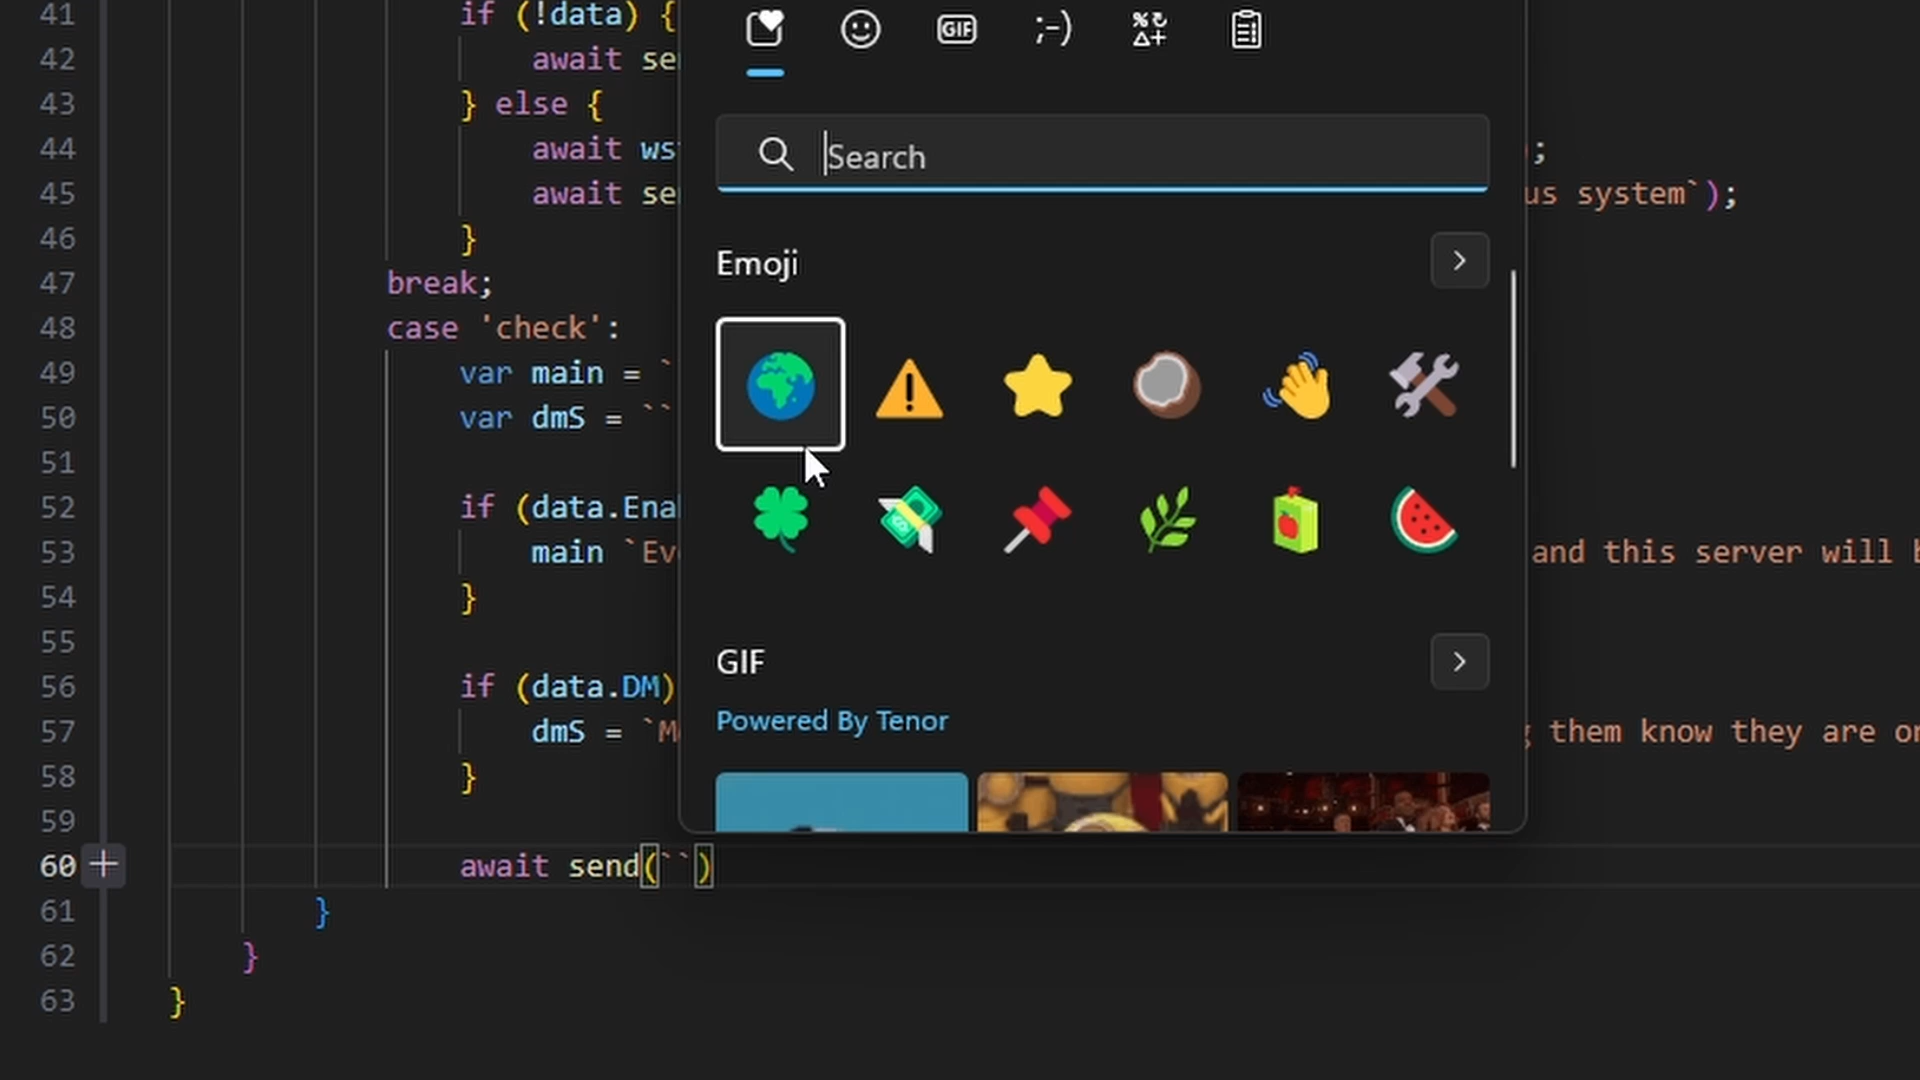 41 if (!data) {
42 await se
43 } else {
44 await ws ;
45 await se us system`);
46 }
47 break;
48 case 'check':
49 var main = `
50 var dmS = ``
51
52 if (data.Ena
53 main `Ev and this server will b
54 }
55
56 if (data.DM)
57 dmS = `M them know they are on
58 }
59
60 await send(``)
61 }
62 }
63 }
GIF
;-)
Search
Emoji
GIF
Powered By Tenor